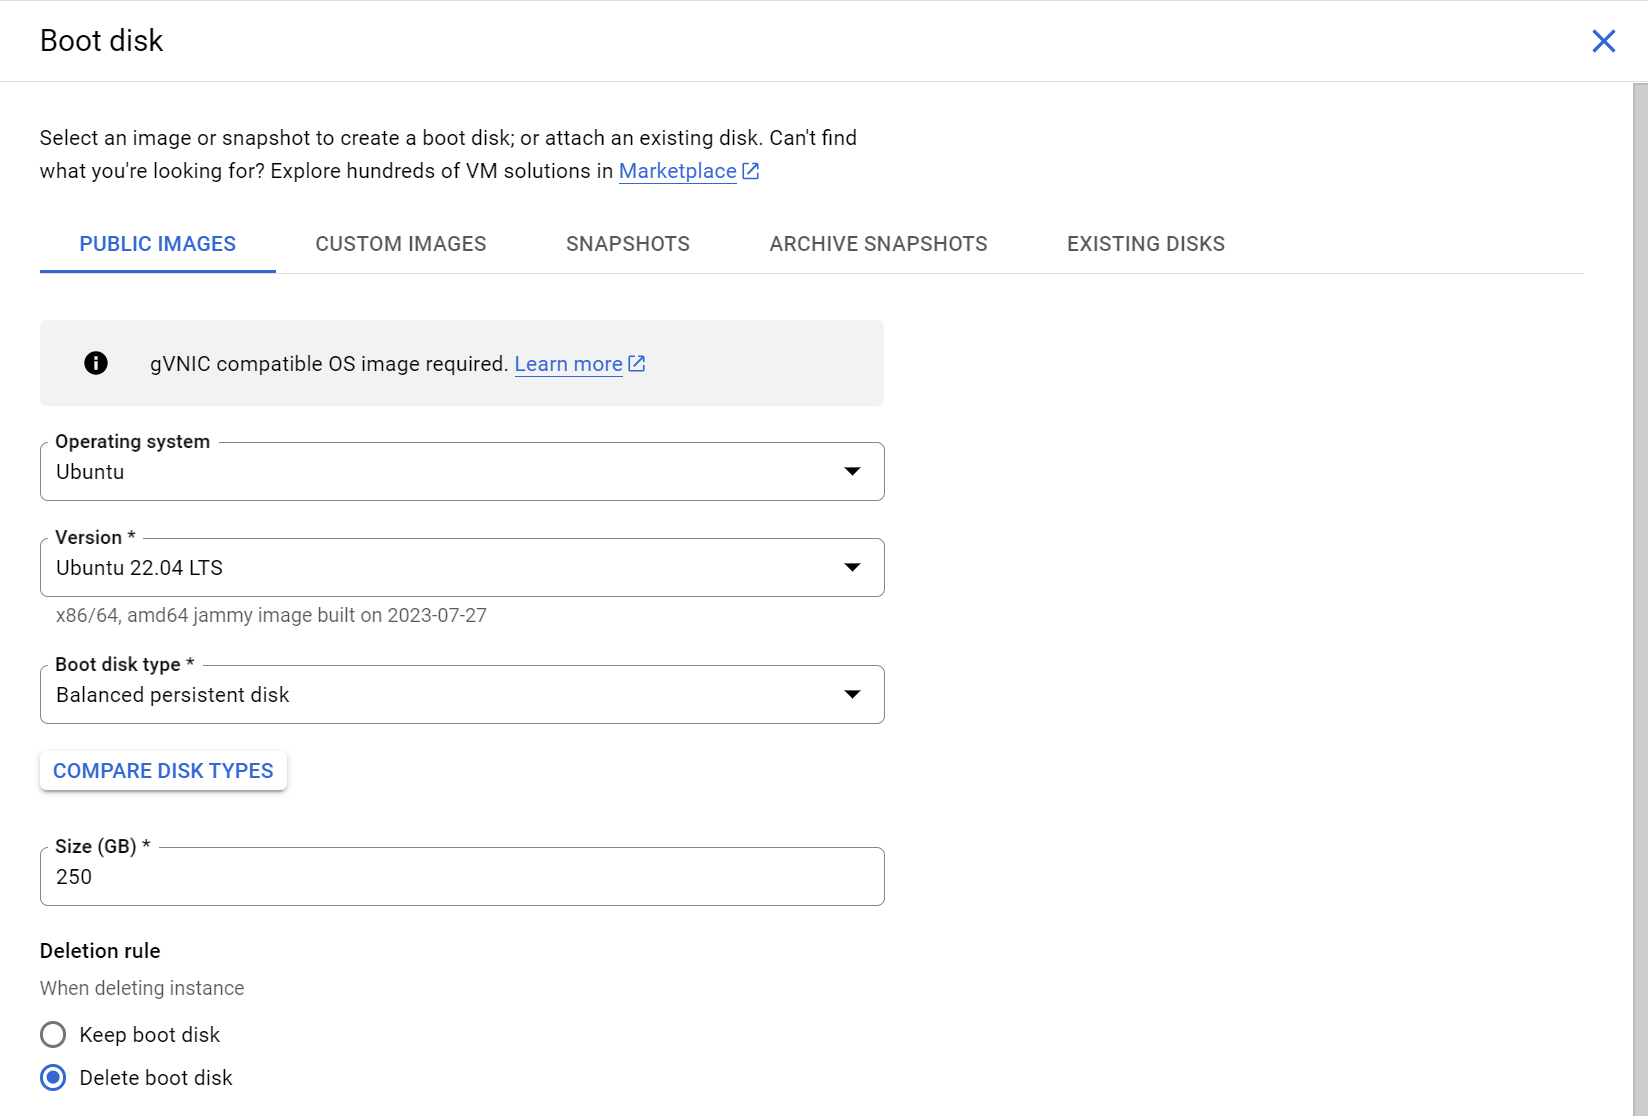 Boot disk
Select an image or snapshot to create a boot disk; or attach an existing disk. Can't find
what you're looking for? Explore hundreds of VM solutions in Marketplace
PUBLIC IMAGES CUSTOM IMAGES SNAPSHOTS ARCHIVE SNAPSHOTS EXISTING DISKS
gVNIC compatible OS image required. Learn more
Operating system
Ubuntu
Version *
Ubuntu 22.04 LTS
x86/64, amd64 jammy image built on 2023-07-27
Boot disk type *
Balanced persistent disk
COMPARE DISK TYPES
Size (GB) *
250
Deletion rule
When deleting instance
Keep boot disk
Delete boot disk